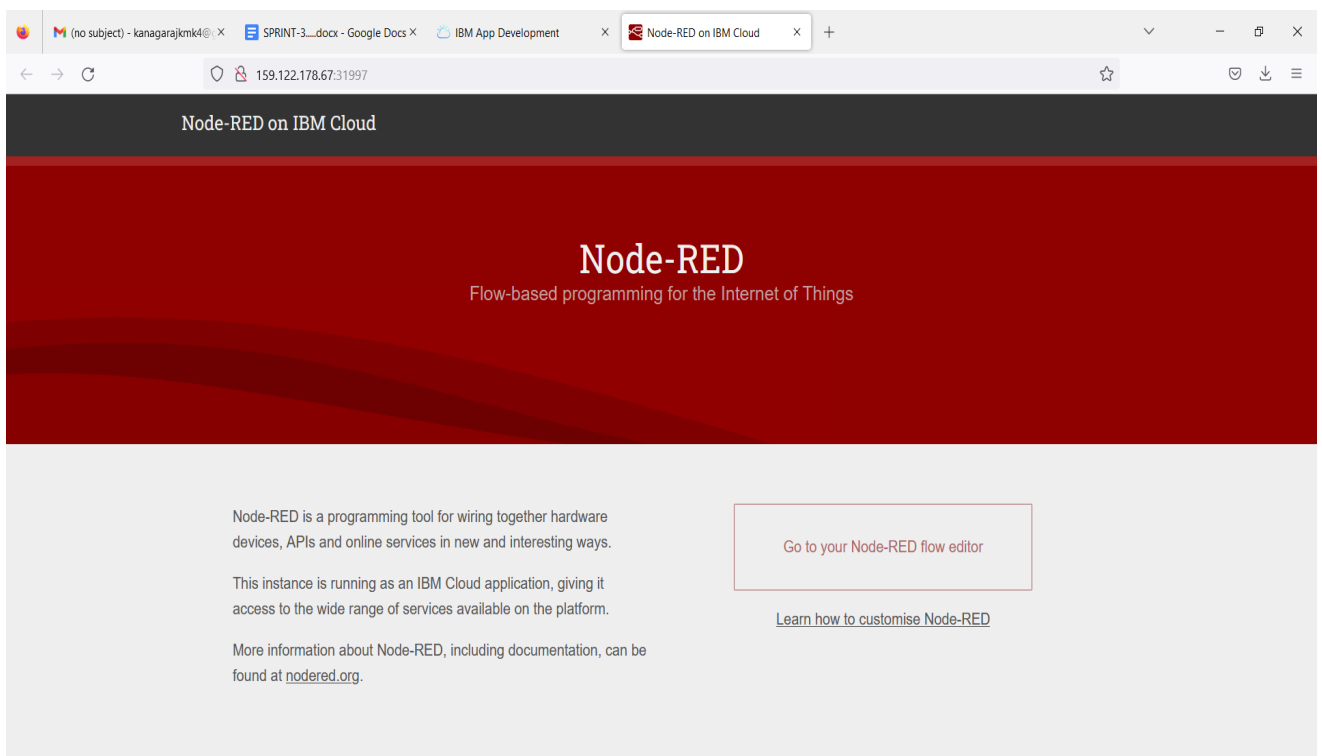 (no subject) - kanagarajkmk4@
SPRINT-3....docx - Google Docs
IBM App Development
Node-RED on IBM Cloud
159.122.178.67:31997
Node-RED on IBM Cloud
Node-RED
Flow-based programming for the Internet of Things
Node-RED is a programming tool for wiring together hardware
devices, APIs and online services in new and interesting ways.
This instance is running as an IBM Cloud application, giving it
access to the wide range of services available on the platform.
More information about Node-RED, including documentation, can be
found at nodered.org.
Go to your Node-RED flow editor
Learn how to customise Node-RED